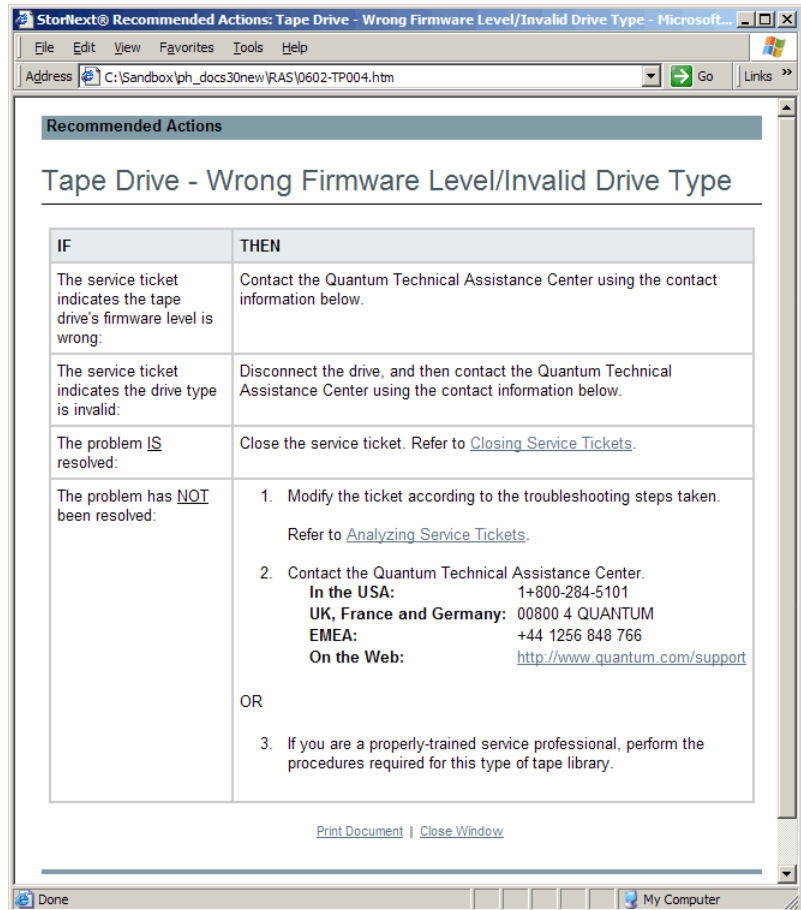 StorNext® Recommended Actions: Tape Drive - Wrong Firmware Level/Invalid Drive Type - Microsoft...
File Edit View Favorites Tools Help
Address C:\Sandbox\ph_docs30new\RAS\0602-TP004.htm Go Links »
Recommended Actions
Tape Drive - Wrong Firmware Level/Invalid Drive Type
IF THEN
The service ticket
indicates the tape
drive's firmware level is
wrong:
Contact the Quantum Technical Assistance Center using the contact
information below.
The service ticket
indicates the drive type
is invalid:
Disconnect the drive, and then contact the Quantum Technical
Assistance Center using the contact information below.
The problem IS
resolved:
Close the service ticket. Refer to Closing Service Tickets.
The problem has NOT
been resolved:
1. Modify the ticket according to the troubleshooting steps taken.
Refer to Analyzing Service Tickets.
2. Contact the Quantum Technical Assistance Center.
In the USA: 1+800-284-5101
UK, France and Germany: 00800 4 QUANTUM
EMEA: +44 1256 848 766
On the Web: http://www.quantum.com/support
OR
3. If you are a properly-trained service professional, perform the
procedures required for this type of tape library.
Print Document | Close Window
Done My Computer